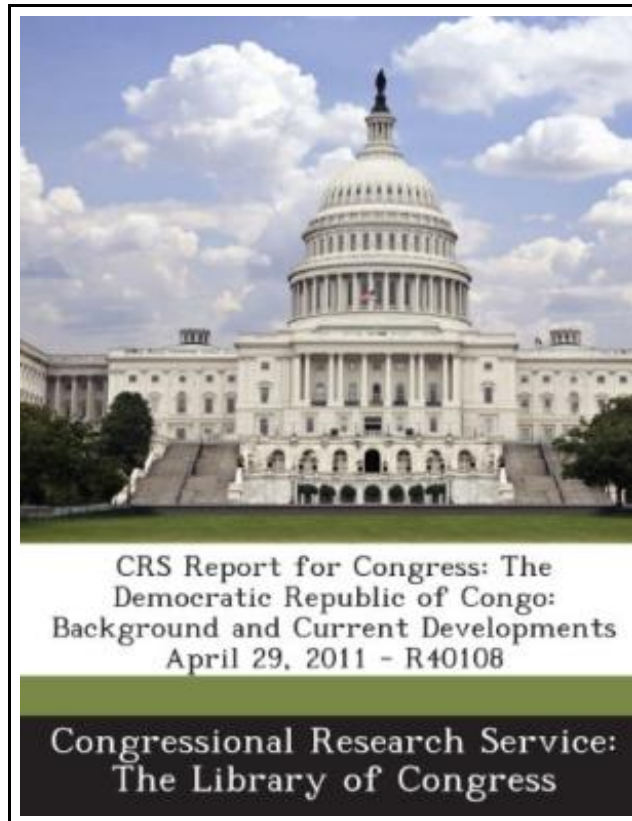 CRS Report for Congress: The
Democratic Republic of Congo:
Background and Current Developments
April 29, 2011 - R40108
Congressional Research Service:
The Library of Congress